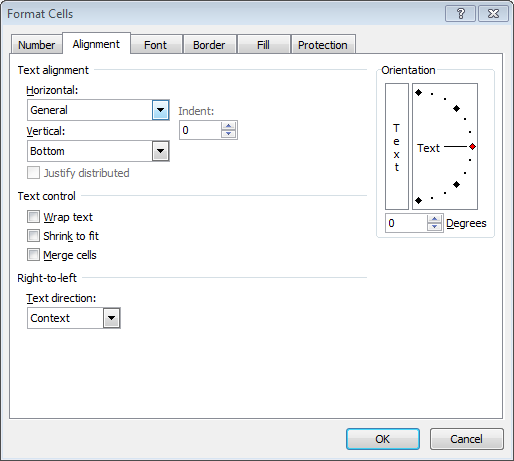 Format Cells
Number Alignment Font Border Fill Protection
Text alignment
Horizontal:
General
Indent:
0
Vertical:
Bottom
Justify distributed
Text control
Wrap text
Shrink to fit
Merge cells
Right-to-left
Text direction:
Context
Orientation
Text
Text
0 Degrees
OK Cancel